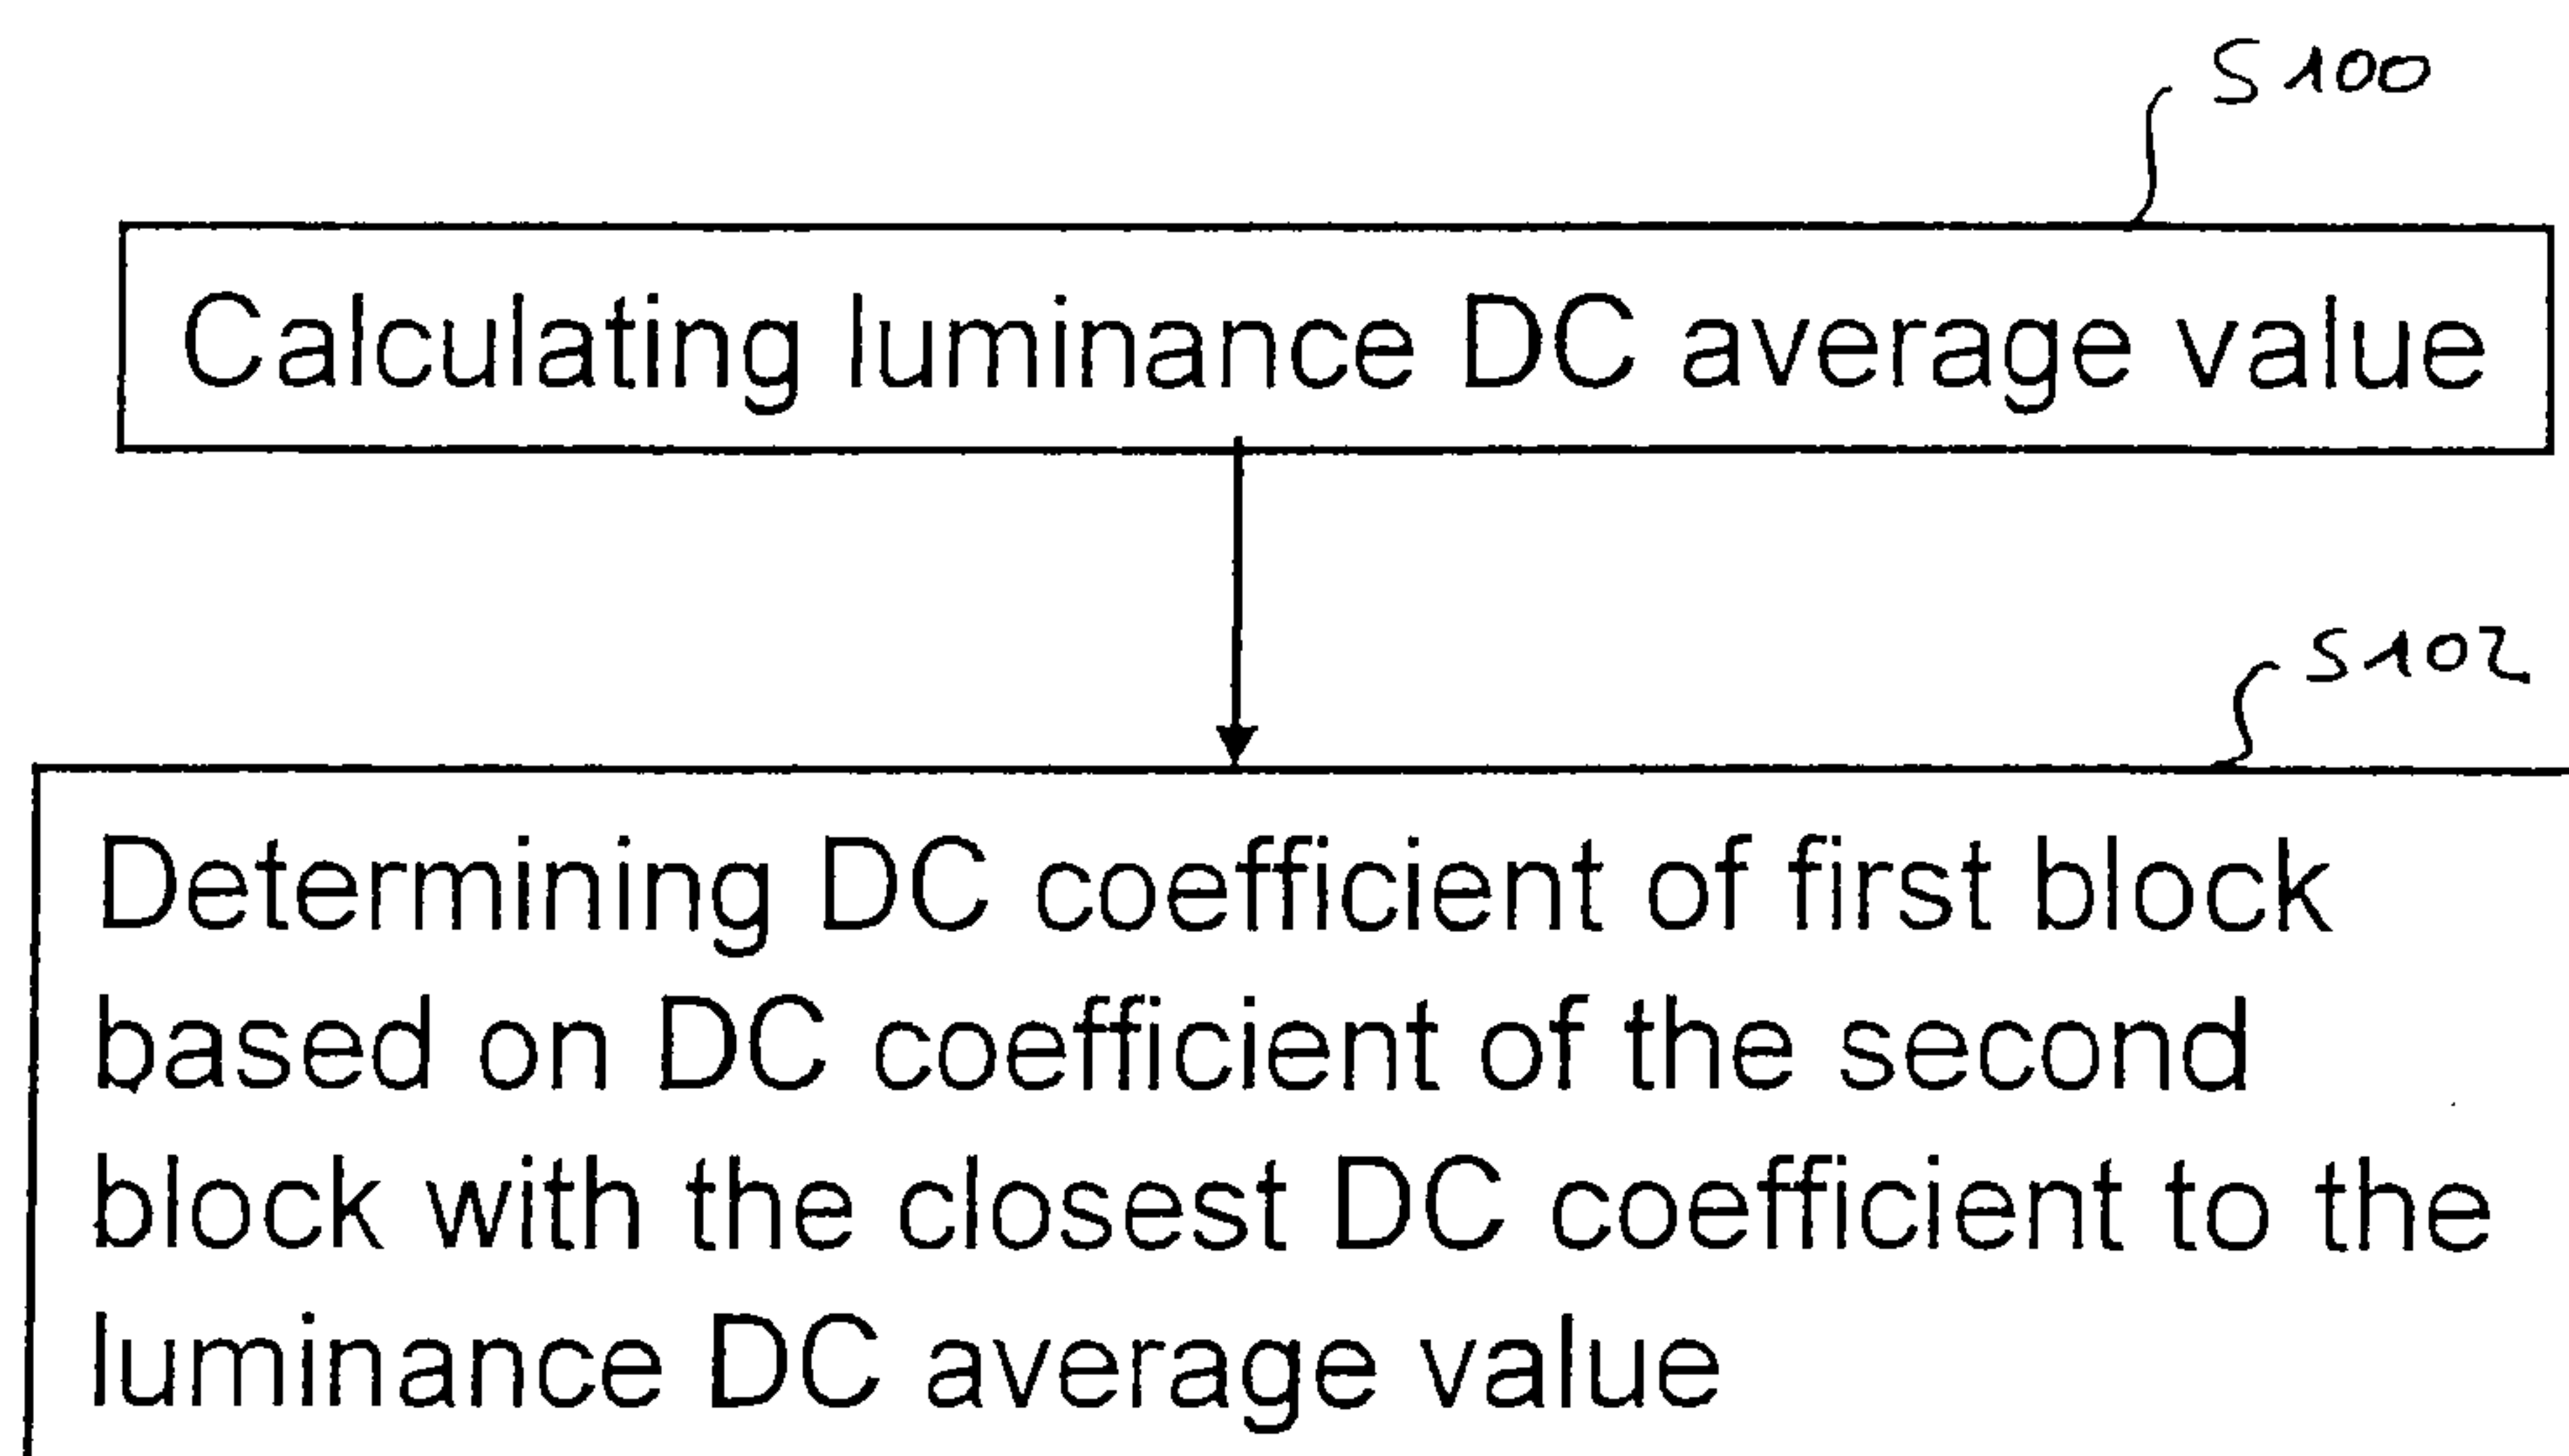 S100
Calculating luminance DC average value
S102
Determining DC coefficient of first block
based on DC coefficient of the second
block with the closest DC coefficient to the
luminance DC average value